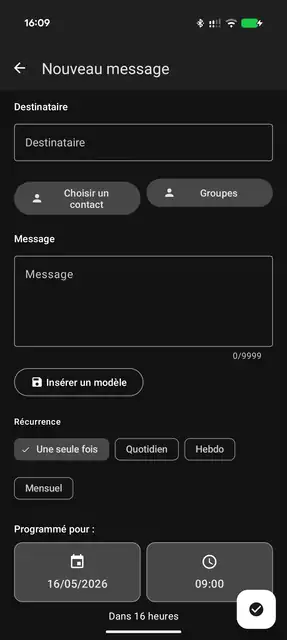 16:09
Nouveau message
Destinataire
Destinataire
Choisir un
contact
Groupes
Message
Message
0/9999
Insérer un modèle
Récurrence
Une seule fois
Quotidien
Hebdo
Mensuel
Programmé pour :
16/05/2026
09:00
Dans 16 heures